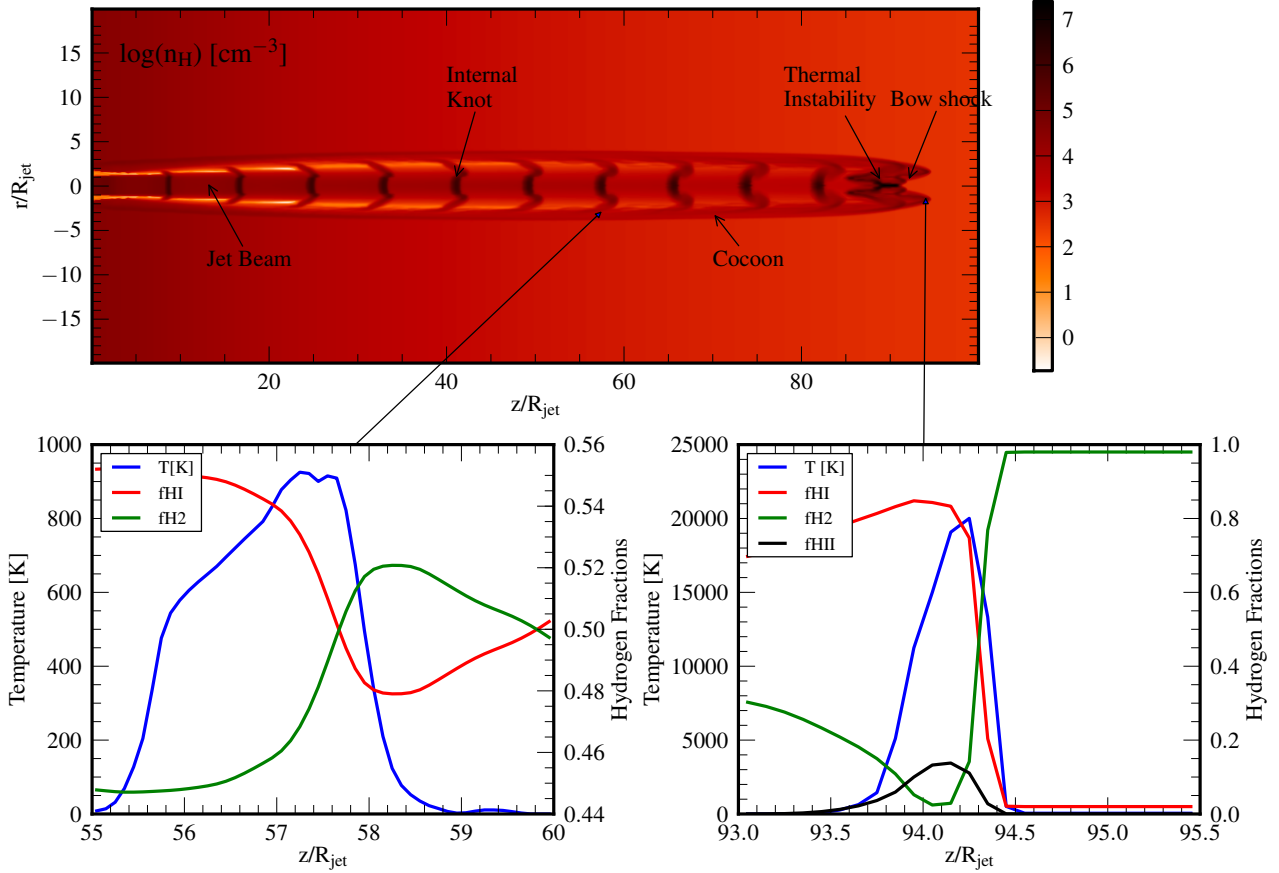 log(n_H) [cm^−3]
Internal
Knot
Thermal
Instability
Bow shock
Jet Beam
Cocoon
r/R_jet
15
10
5
0
−5
−10
−15
20
40
60
80
z/R_jet
7
6
5
4
3
2
1
0
T[K]
fHI
fH2
Temperature [K]
1000
800
600
400
200
0
0.56
0.54
0.52
0.50
0.48
0.46
0.44
Hydrogen Fractions
55
56
57
58
59
60
z/R_jet
T [K]
fHI
fH2
fHII
Temperature [K]
25000
20000
15000
10000
5000
0
1.0
0.8
0.6
0.4
0.2
0.0
Hydrogen Fractions
93.0
93.5
94.0
94.5
95.0
95.5
z/R_jet